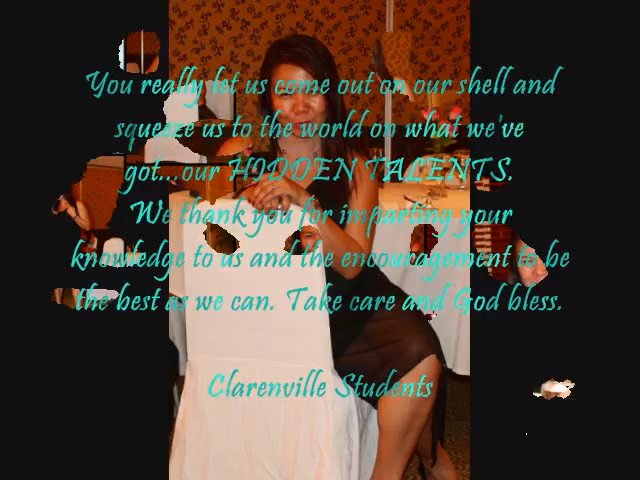 You really let us come out on our shell and
squeeze us to the world on what we've
got...our HIDDEN TALENTS.
We thank you for imparting your
knowledge to us and the encouragement to be
the best as we can. Take care and God bless.
Clarenville Students